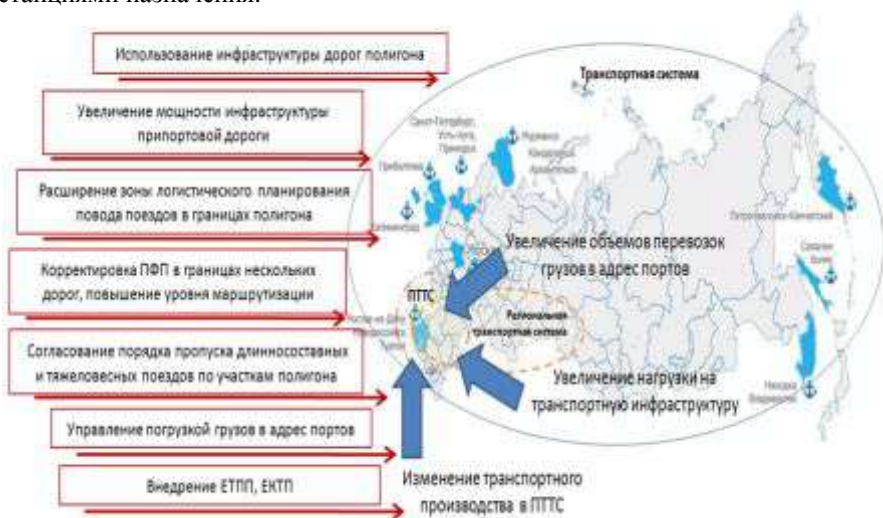 станциями назначения.
Использование инфраструктуры дорог полигона
Увеличение мощности инфраструктуры
припортовой дороги
Расширение зоны логистического планирования
повода поездов в границах полигона
Корректировка ПФП в границах нескольких
дорог, повышение уровня маршрутизации
Согласование порядка пропуска длинносоставных
и тяжеловесных поездов по участкам полигона
Управление погрузкой грузов в адрес портов
Внедрение ЕТПП, ЕКТП
Транспортная система
Санкт-Петербург,
Усть-Луга,
Приморск
Мурманск
Калининград
Петропавловск-Камчатский
Увеличение объемов перевозок
грузов в адрес портов
ПТТС
Региональная
транспортная система
Увеличение нагрузки на
транспортную инфраструктуру
Находка
Владивосток
Изменение транспортного
производства в ПТТС